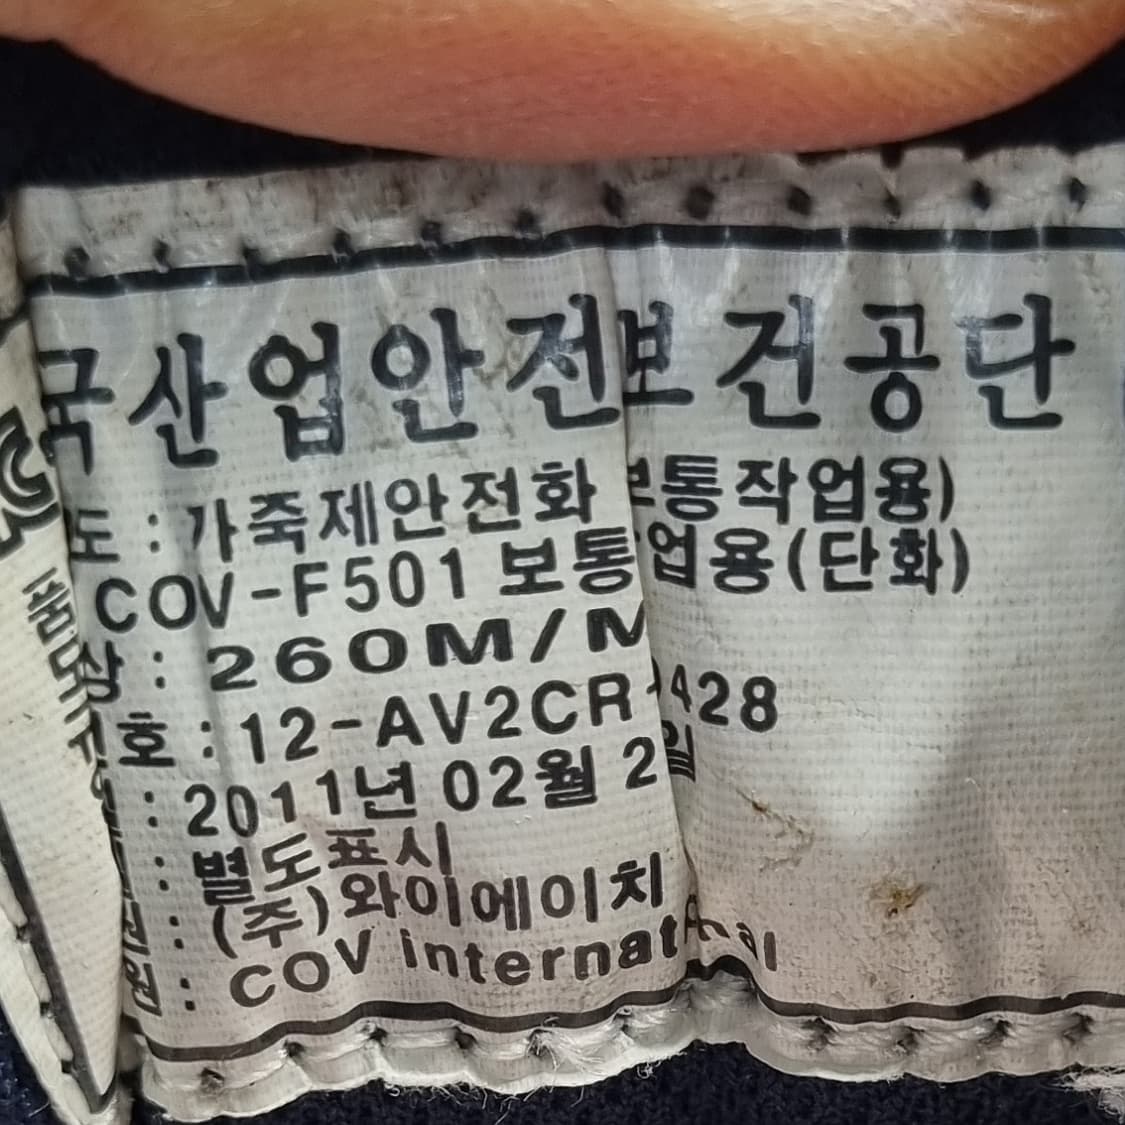 국산업안전보건공단
도 : 가죽제안전화 보통작업용)
COV-F501 보통 업용(단화)
상 : 260M/M
호 : 12-AV2CR 428
: 2011년 02월 2 일
: 별도표시
: (주)와이에이치
원 : COV international